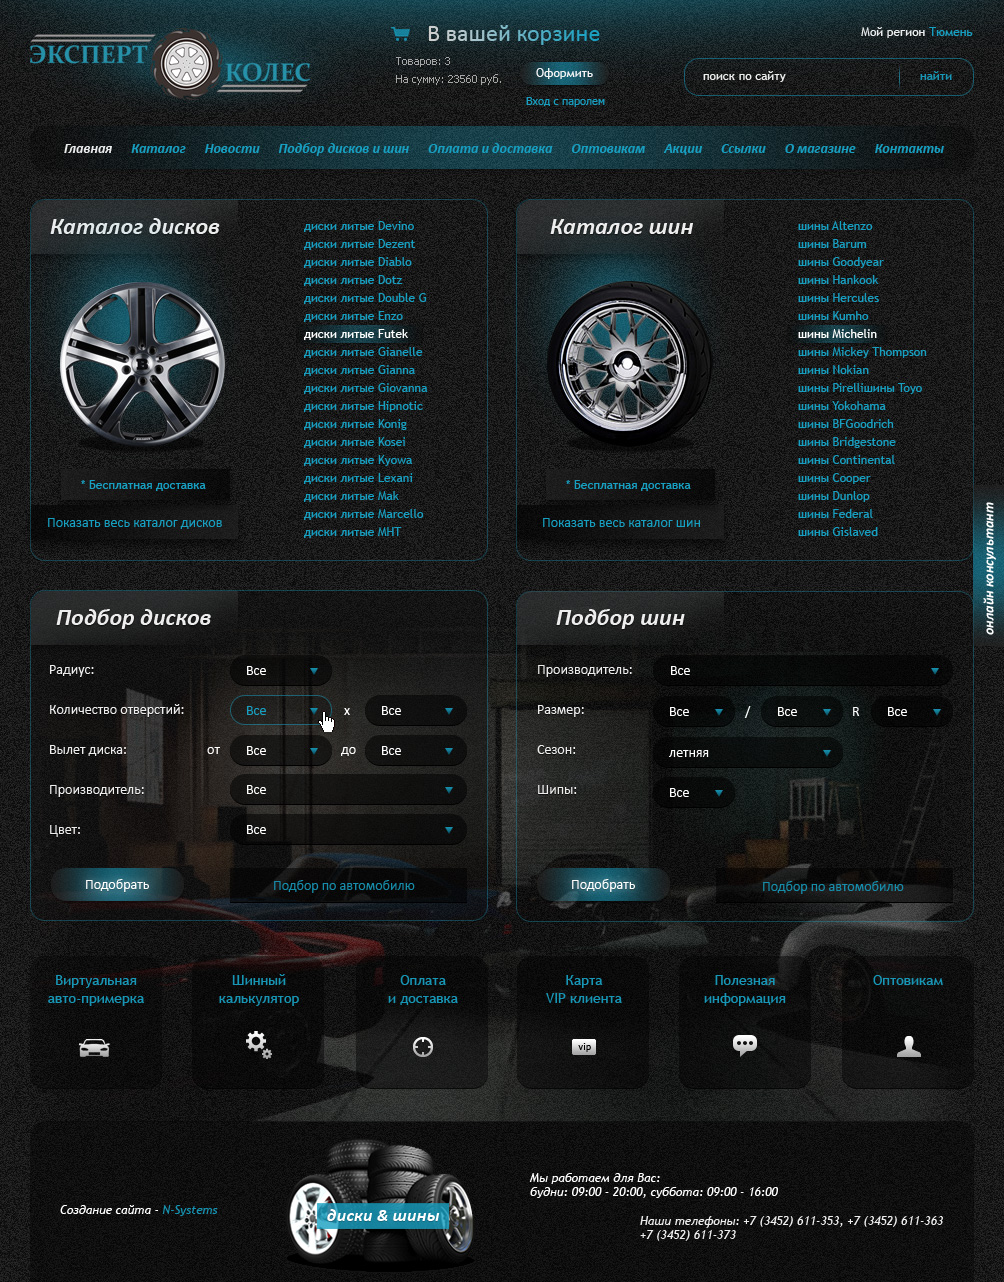 ЭКСПЕРТ
КОЛЕС
В вашей корзине
Товаров: 3
На сумму: 23560 руб.
Оформить
Вход с паролем
Мой регион Тюмень
поиск по сайту
найти
Главная Каталог Новости Подбор дисков и шин Оплата и доставка Оптовикам Акции Ссылки О магазине Контакты
Каталог дисков
диски литые Devino
диски литые Dezent
диски литые Diablo
диски литые Dotz
диски литые Double G
диски литые Enzo
диски литые Futek
диски литые Gianelle
диски литые Gianna
диски литые Giovanna
диски литые Hipnotic
диски литые Konig
диски литые Kosei
диски литые Kyowa
диски литые Lexani
диски литые Mak
диски литые Marcello
диски литые MHT
* Бесплатная доставка
Показать весь каталог дисков
Каталог шин
шины Altenzo
шины Barum
шины Goodyear
шины Hankook
шины Hercules
шины Kumho
шины Michelin
шины Mickey Thompson
шины Nokian
шины Pirelliшины Toyo
шины Yokohama
шины BFGoodrich
шины Bridgestone
шины Continental
шины Cooper
шины Dunlop
шины Federal
шины Gislaved
* Бесплатная доставка
Показать весь каталог шин
онлайн консультант
Подбор дисков
Радиус: Все
Количество отверстий: Все х Все
Вылет диска: от Все до Все
Производитель: Все
Цвет: Все
Подобрать
Подбор по автомобилю
Подбор шин
Производитель: Все
Размер: Все / Все R Все
Сезон: летняя
Шипы: Все
Подобрать
Подбор по автомобилю
Виртуальная
авто-примерка
Шинный
калькулятор
Оплата
и доставка
Карта
VIP клиента
vip
Полезная
информация
Оптовикам
Создание сайта - N-Systems
диски & шины
Мы работаем для Вас:
будни: 09:00 - 20:00, суббота: 09:00 - 16:00
Наши телефоны: +7 (3452) 611-353, +7 (3452) 611-363
+7 (3452) 611-373